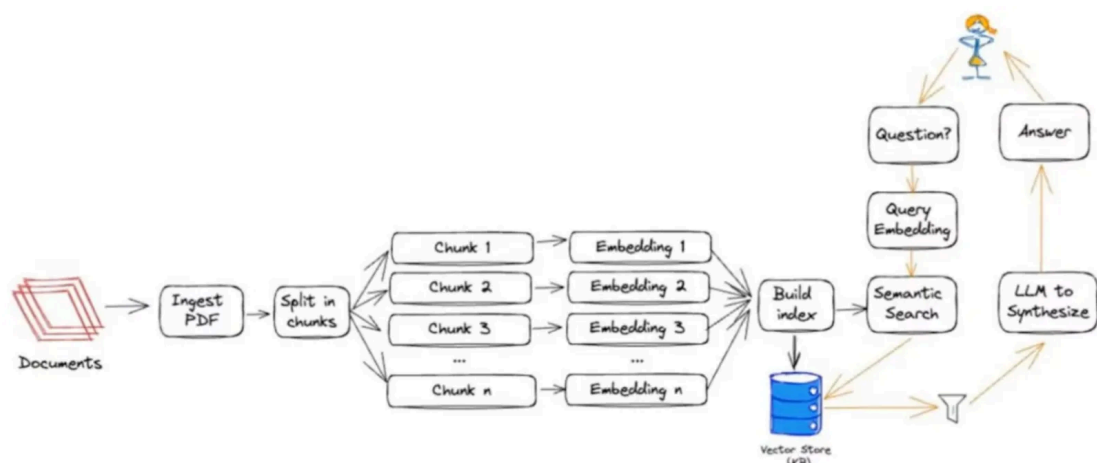 Documents
Ingest
PDF
Split in
chunks
Chunk 1
Chunk 2
Chunk 3
...
Chunk n
Embedding 1
Embedding 2
Embedding 3
...
Embedding n
Build
index
Vector Store
(KB)
Question?
Query
Embedding
Semantic
Search
LLM to
Synthesize
Answer